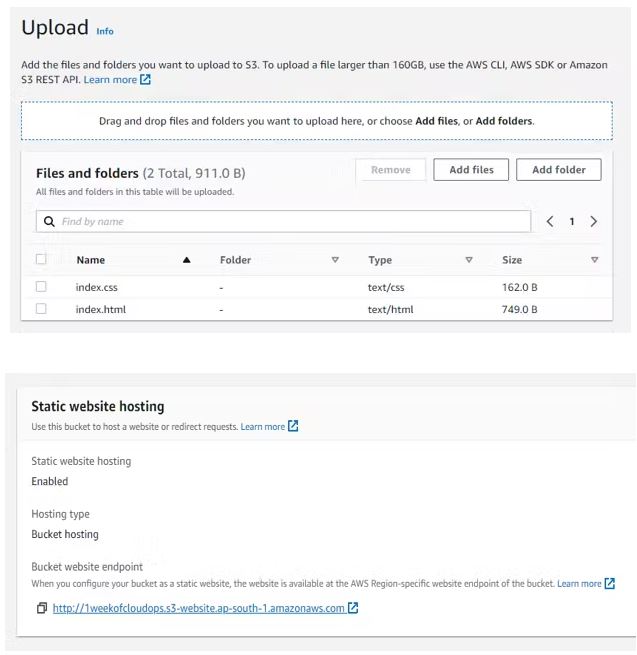 Upload Info
Add the files and folders you want to upload to S3. To upload a file larger than 160GB, use the AWS CLI, AWS SDK or Amazon
S3 REST API. Learn more
Drag and drop files and folders you want to upload here, or choose Add files, or Add folders.
Files and folders (2 Total, 911.0 B)
All files and folders in this table will be uploaded.
Remove
Add files
Add folder
Find by name
1
Name Folder Type Size
index.css - text/css 162.0 B
index.html - text/html 749.0 B
Static website hosting
Use this bucket to host a website or redirect requests. Learn more
Static website hosting
Enabled
Hosting type
Bucket hosting
Bucket website endpoint
When you configure your bucket as a static website, the website is available at the AWS Region-specific website endpoint of the bucket. Learn more
http://1weekofcloudops.s3-website.ap-south-1.amazonaws.com